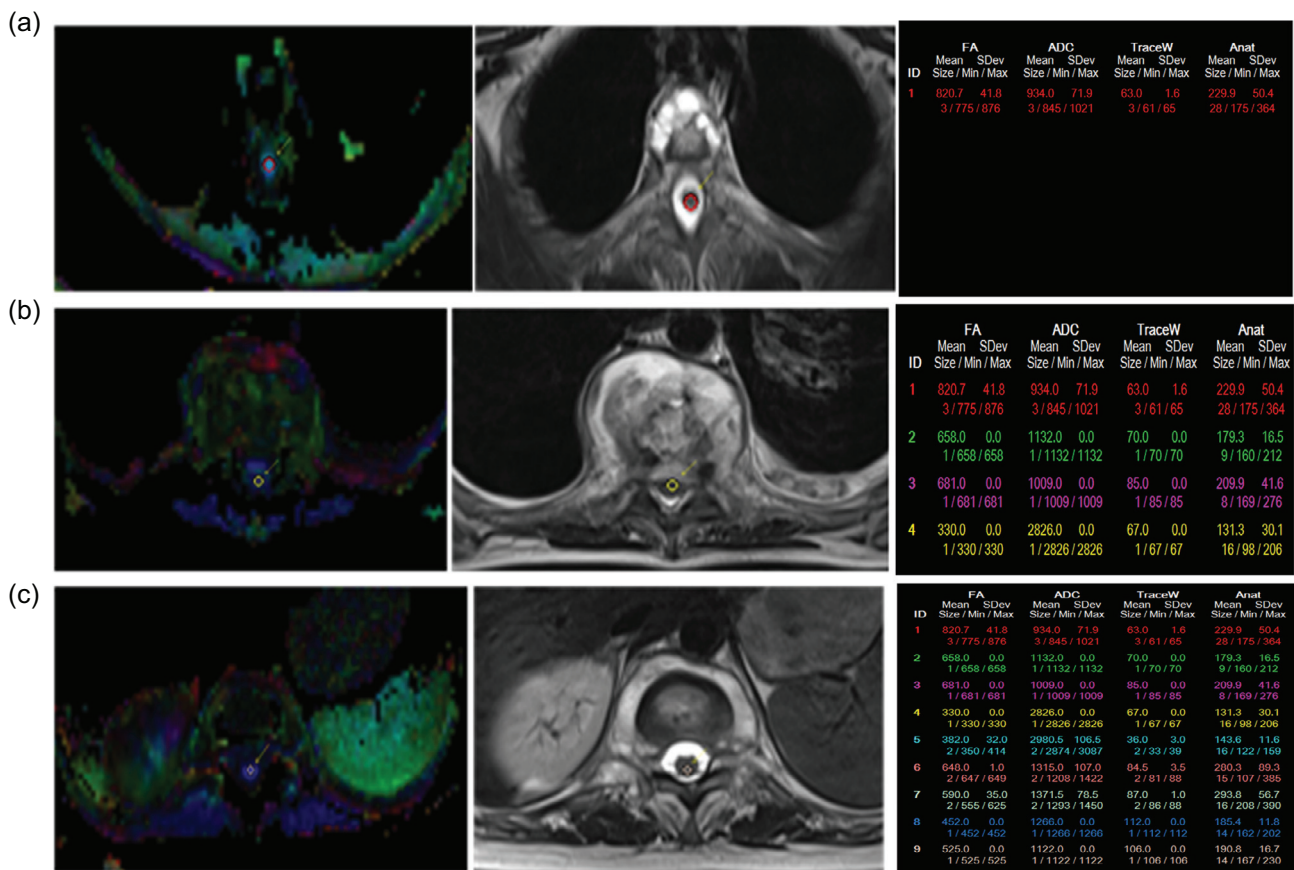 (a)
FA ADC TraceW Anat
Mean SDev Mean SDev Mean SDev Mean SDev
ID Size / Min / Max Size / Min / Max Size / Min / Max Size / Min / Max
1 820.7 41.8 934.0 71.9 63.0 1.6 229.9 50.4
3 / 775 / 876 3 / 845 / 1021 3 / 61 / 65 28 / 175 / 364
(b)
FA ADC TraceW Anat
Mean SDev Mean SDev Mean SDev Mean SDev
ID Size / Min / Max Size / Min / Max Size / Min / Max Size / Min / Max
1 820.7 41.8 934.0 71.9 63.0 1.6 229.9 50.4
3 / 775 / 876 3 / 845 / 1021 3 / 61 / 65 28 / 175 / 364
2 658.0 0.0 1132.0 0.0 70.0 0.0 179.3 16.5
1 / 658 / 658 1 / 1132 / 1132 1 / 70 / 70 9 / 160 / 212
3 681.0 0.0 1009.0 0.0 85.0 0.0 209.9 41.6
1 / 681 / 681 1 / 1009 / 1009 1 / 85 / 85 8 / 169 / 276
4 330.0 0.0 2826.0 0.0 67.0 0.0 131.3 30.1
1 / 330 / 330 1 / 2826 / 2826 1 / 67 / 67 16 / 98 / 206
(c)
FA ADC TraceW Anat
Mean SDev Mean SDev Mean SDev Mean SDev
ID Size / Min / Max Size / Min / Max Size / Min / Max Size / Min / Max
1 820.7 41.8 934.0 71.9 63.0 1.6 229.9 50.4
3 / 775 / 876 3 / 845 / 1021 3 / 61 / 65 28 / 175 / 364
2 658.0 0.0 1132.0 0.0 70.0 0.0 179.3 16.5
1 / 658 / 658 1 / 1132 / 1132 1 / 70 / 70 9 / 160 / 212
3 681.0 0.0 1009.0 0.0 85.0 0.0 209.9 41.6
1 / 681 / 681 1 / 1009 / 1009 1 / 85 / 85 8 / 169 / 276
4 330.0 0.0 2826.0 0.0 67.0 0.0 131.3 30.1
1 / 330 / 330 1 / 2826 / 2826 1 / 67 / 67 16 / 98 / 206
5 382.0 32.0 2980.5 106.5 36.0 3.0 143.6 11.6
2 / 350 / 414 2 / 2874 / 3087 2 / 33 / 39 16 / 122 / 159
6 648.0 1.0 1315.0 107.0 84.5 3.5 280.3 89.3
2 / 647 / 649 2 / 1208 / 1422 2 / 81 / 88 15 / 107 / 385
7 590.0 35.0 1371.5 78.5 87.0 1.0 293.8 56.7
2 / 555 / 625 2 / 1293 / 1450 2 / 86 / 88 16 / 208 / 390
8 452.0 0.0 1266.0 0.0 112.0 0.0 185.4 11.8
1 / 452 / 452 1 / 1266 / 1266 1 / 112 / 112 14 / 162 / 202
9 525.0 0.0 1122.0 0.0 106.0 0.0 190.8 16.7
1 / 525 / 525 1 / 1122 / 1122 1 / 106 / 106 14 / 167 / 230